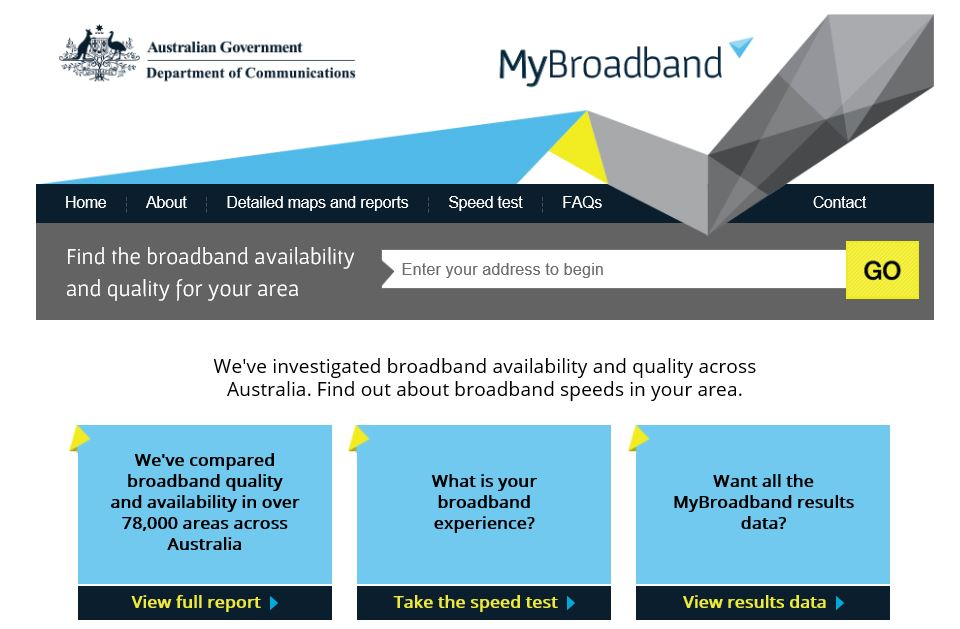 Australian Government
Department of Communications
MyBroadband
Home
About
Detailed maps and reports
Speed test
FAQs
Contact
Find the broadband availability
and quality for your area
Enter your address to begin
GO
We've investigated broadband availability and quality across
Australia. Find out about broadband speeds in your area.
We've compared
broadband quality
and availability in over
78,000 areas across
Australia
View full report
What is your
broadband
experience?
Take the speed test
Want all the
MyBroadband results
data?
View results data